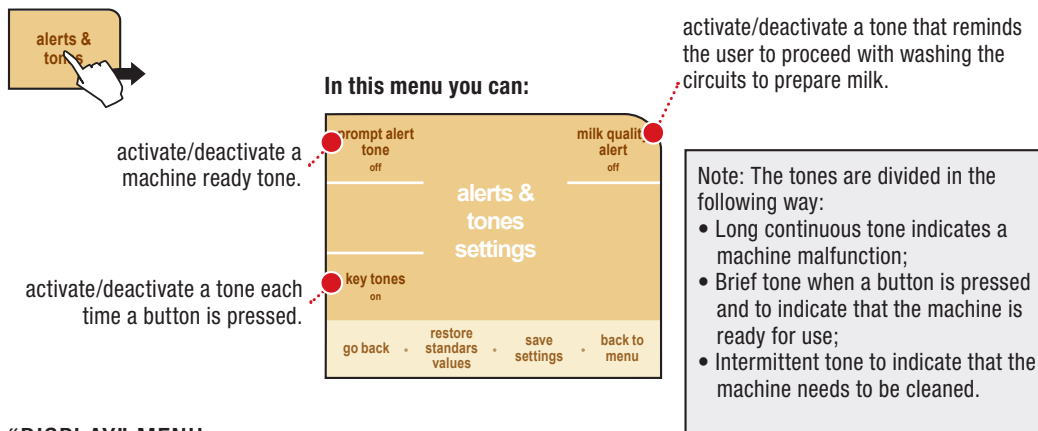 alerts &
tones
In this menu you can:
activate/deactivate a tone that reminds
the user to proceed with washing the
circuits to prepare milk.
activate/deactivate a
machine ready tone.
prompt alert
tone
off
milk quality
alert
off
alerts &
tones
settings
activate/deactivate a tone each
time a button is pressed.
key tones
on
go back • restore standars values • save settings • back to menu
Note: The tones are divided in the
following way:
• Long continuous tone indicates a
machine malfunction;
• Brief tone when a button is pressed
and to indicate that the machine is
ready for use;
• Intermittent tone to indicate that the
machine needs to be cleaned.
“DISPLAY” MENU